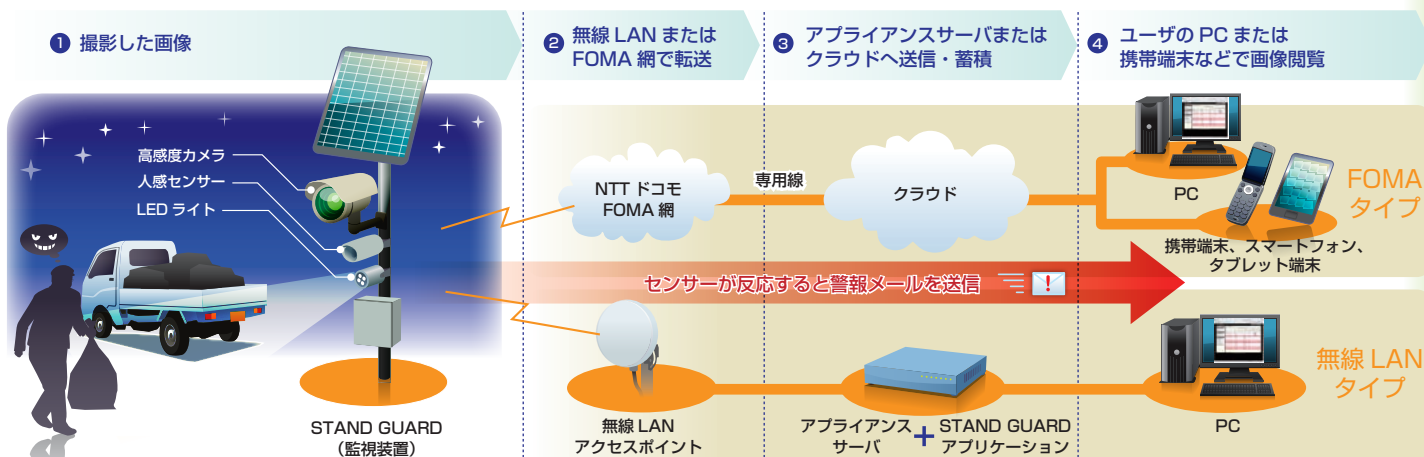 1 撮影した画像
2 無線 LAN または
FOMA 網で転送
3 アプライアンスサーバまたは
クラウドへ送信・蓄積
4 ユーザの PC または
携帯端末などで画像閲覧
高感度カメラ
人感センサー
LED ライト
STAND GUARD
（監視装置）
NTT ドコモ
FOMA 網
専用線
クラウド
PC
携帯端末、スマートフォン、
タブレット端末
FOMA
タイプ
センサーが反応すると警報メールを送信
!
無線 LAN
アクセスポイント
アプライアンス
サーバ
+
STAND GUARD
アプリケーション
PC
無線 LAN
タイプ